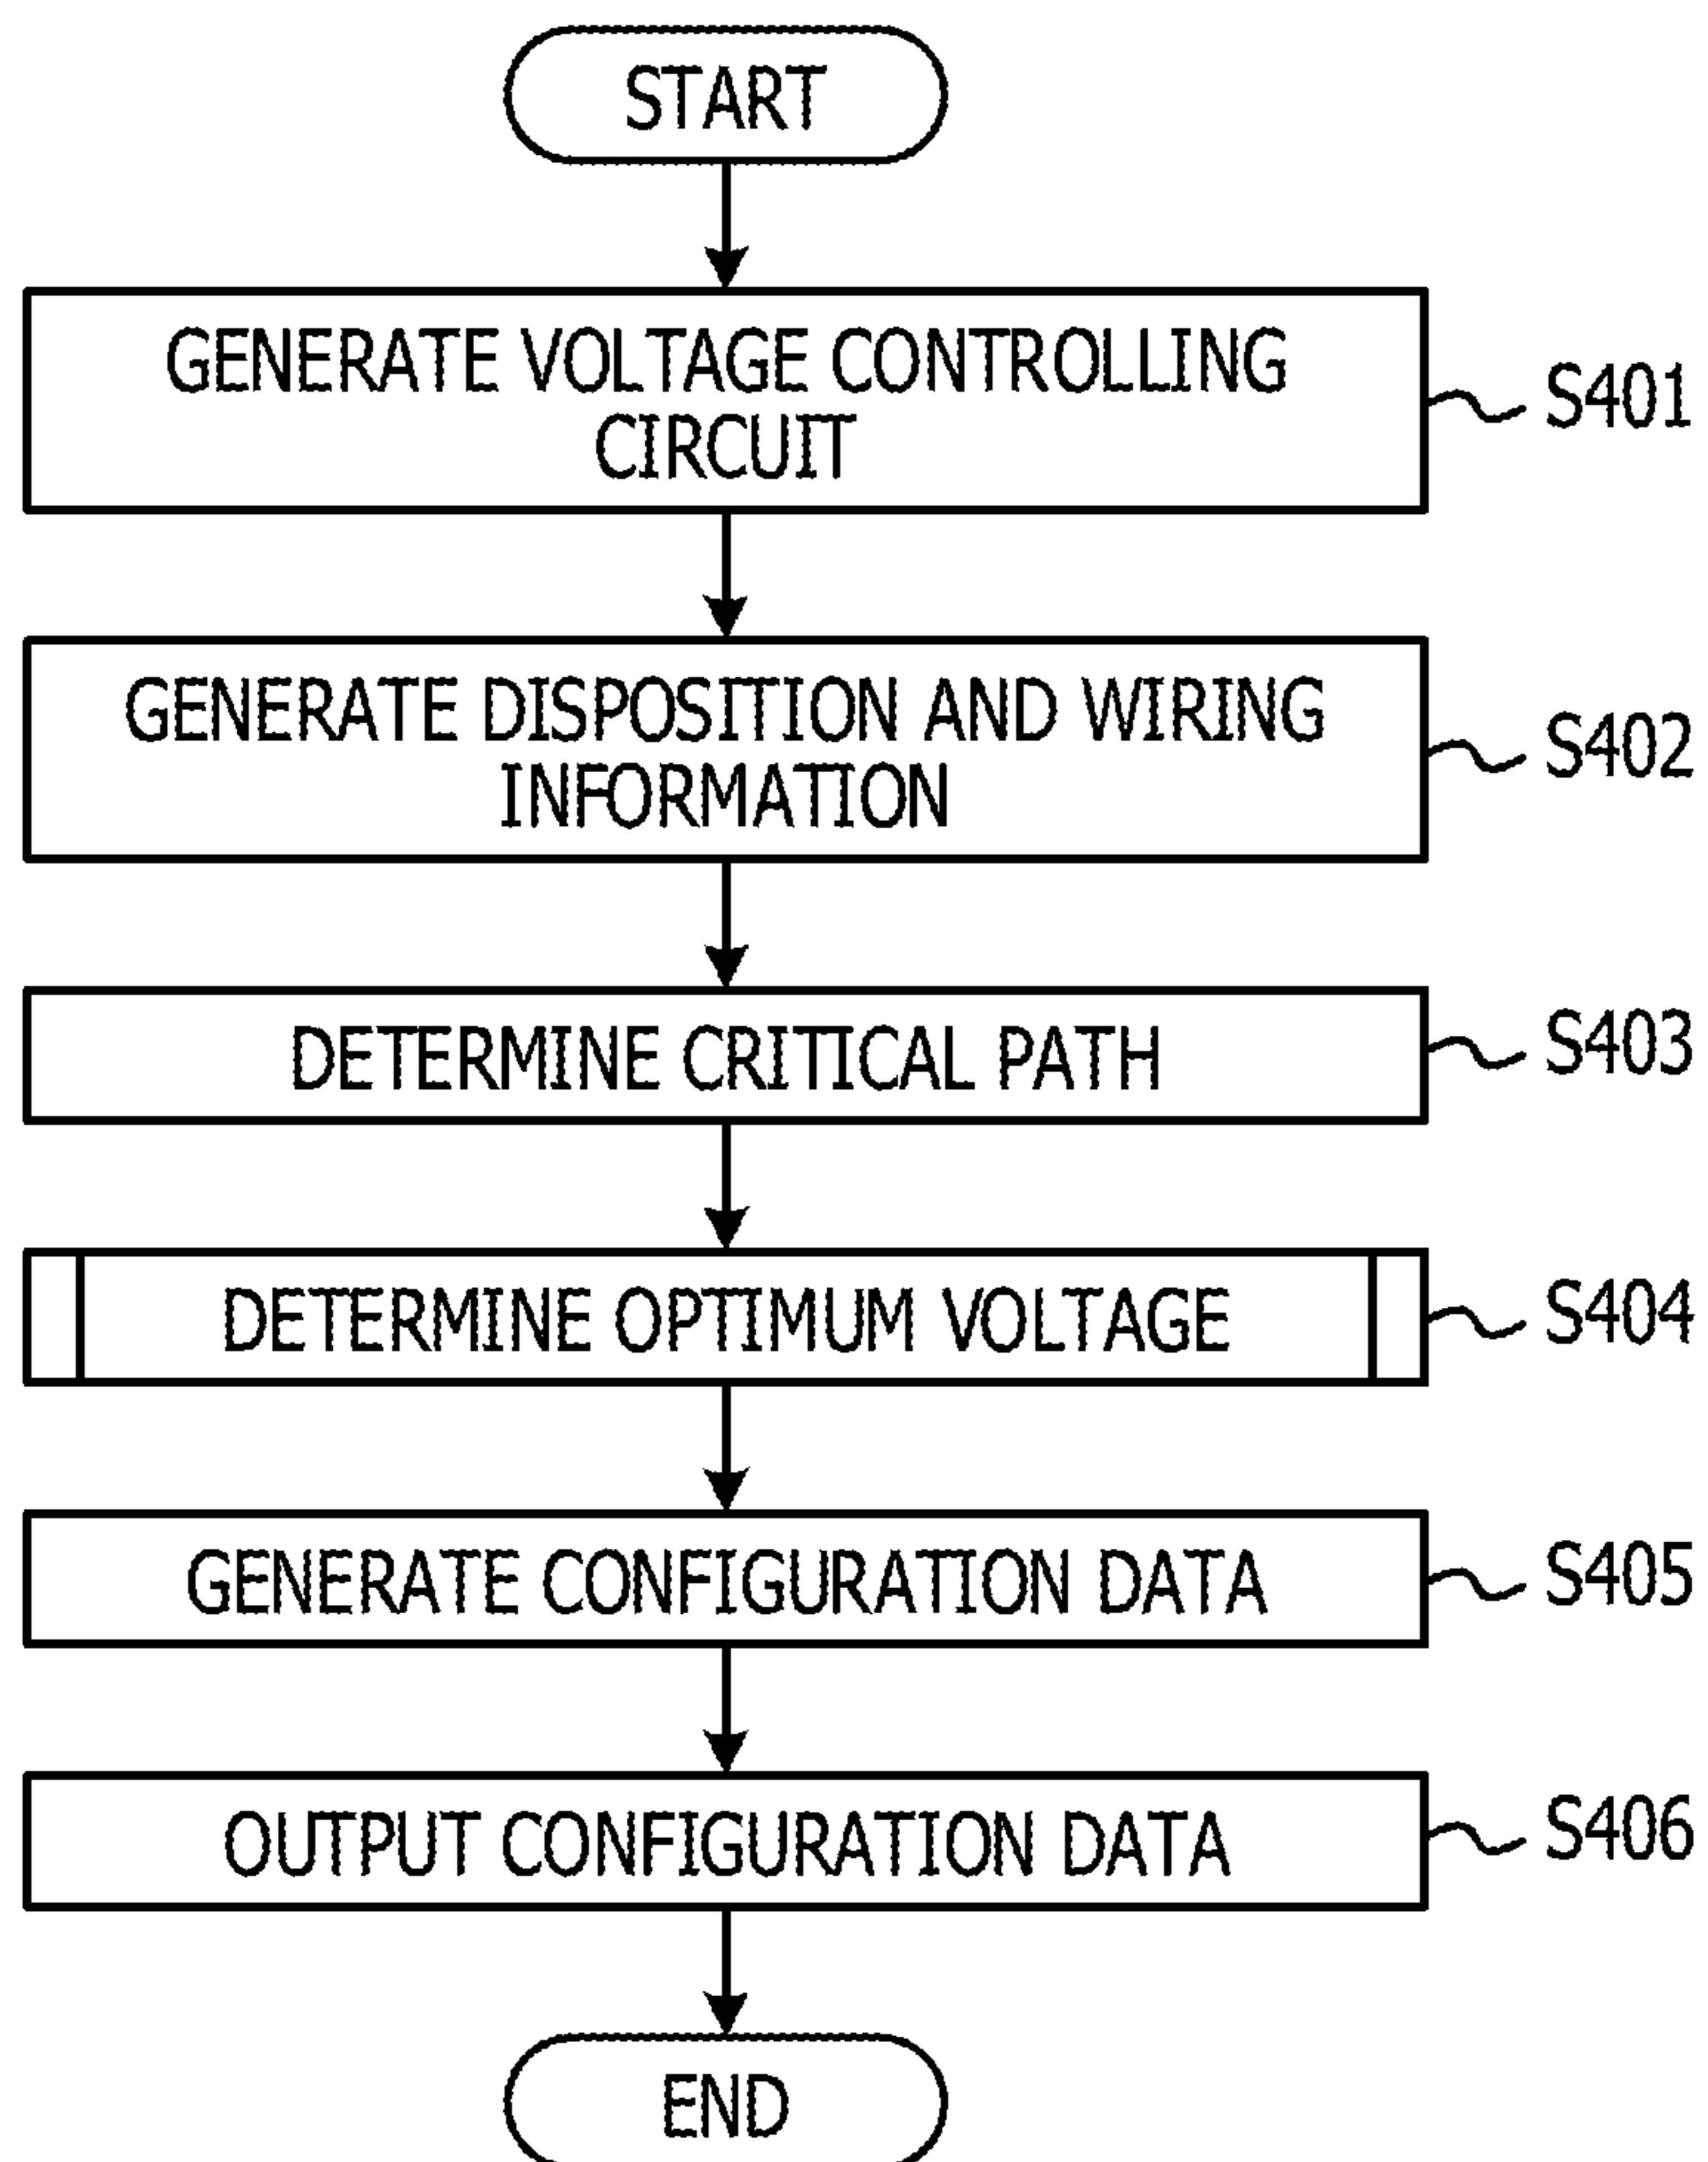 START
GENERATE VOLTAGE CONTROLLING
CIRCUIT
S401
GENERATE DISPOSITION AND WIRING
INFORMATION
S402
DETERMINE CRITICAL PATH
S403
DETERMINE OPTIMUM VOLTAGE
S404
GENERATE CONFIGURATION DATA
S405
OUTPUT CONFIGURATION DATA
S406
END